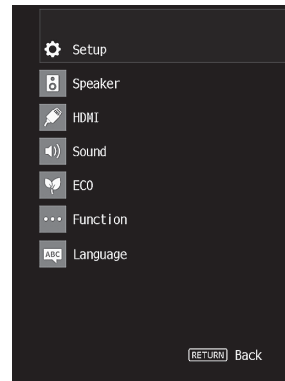 Setup
Speaker
HDMI
Sound
ECO
Function
ABC Language
RETURN Back